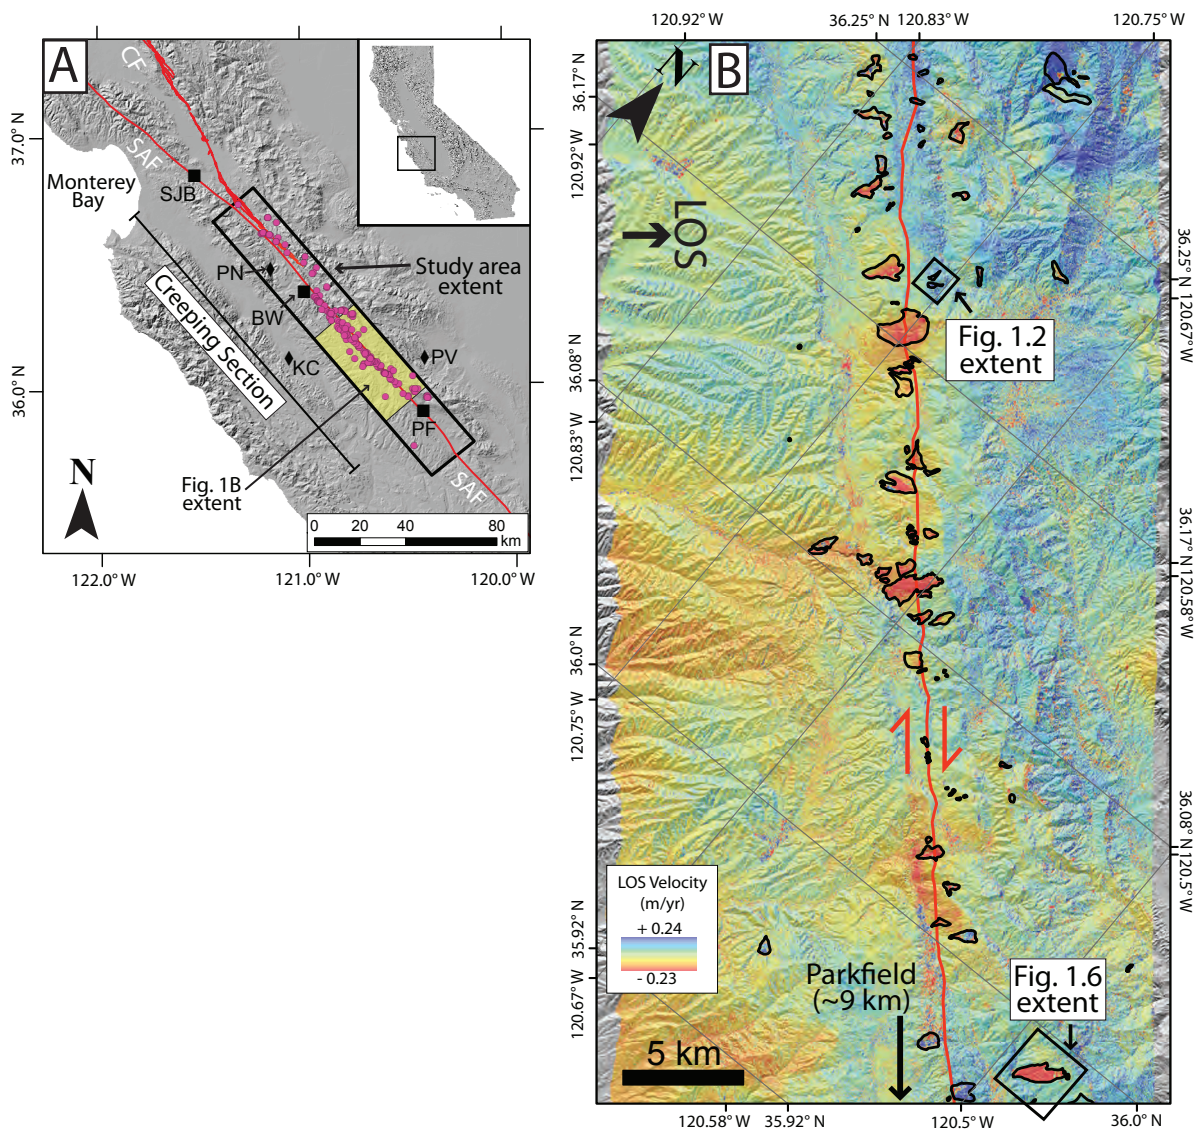 A
CF
SAF
SJB
Monterey
Bay
PN
Study area
extent
BW
Creeping Section
KC
PV
PF
SAF
Fig. 1B
extent
N
0 20 40 80
km
37.0° N
36.0° N
122.0°W
121.0°W
120.0°W
120.92° W
36.25° N
120.83° W
120.75° W
B
N
36.17° N
120.92° W
LOS
36.25° N
120.67° W
Fig. 1.2
extent
36.08° N
120.83° W
36.17° N
120.58° W
36.0° N
120.75° W
36.08° N
120.5° W
LOS Velocity
(m/yr)
+ 0.24
- 0.23
35.92° N
120.67° W
Parkfield
(~9 km)
Fig. 1.6
extent
5 km
120.58° W
35.92° N
120.5° W
36.0° N